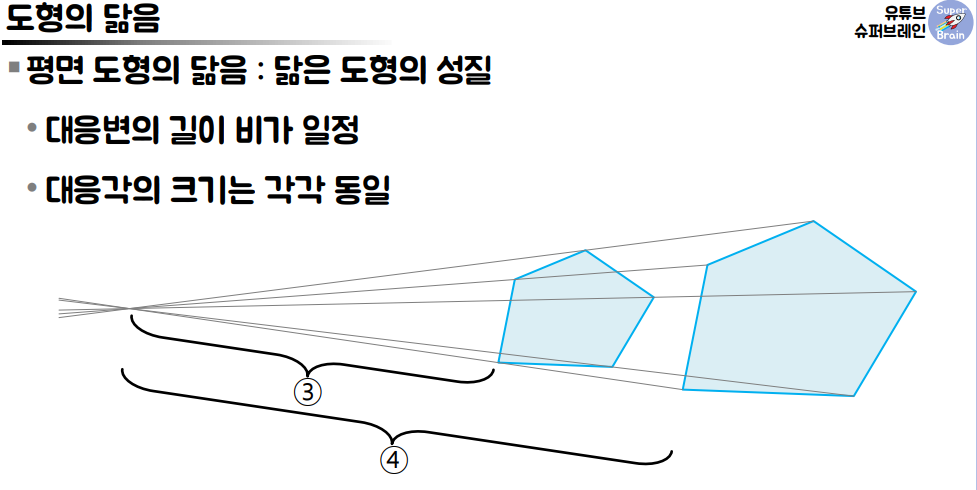 도형의 닮음
유튜브
슈퍼브레인
Super
Brain
▪ 평면 도형의 닮음 : 닮은 도형의 성질
• 대응변의 길이 비가 일정
• 대응각의 크기는 각각 동일
③
④